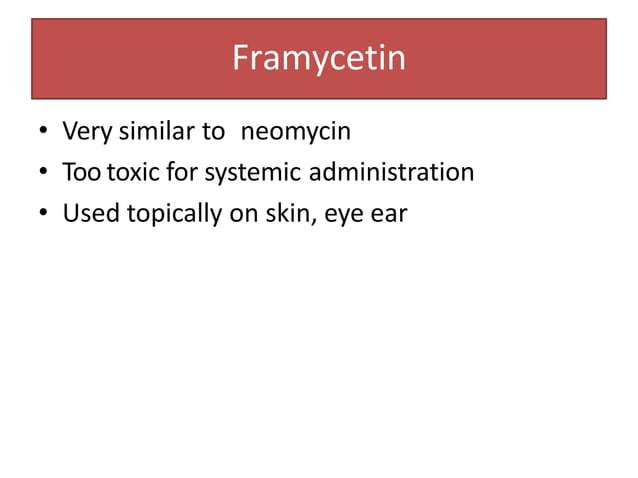 Framycetin
• Very similar to  neomycin
• Too toxic for systemic administration
• Used topically on skin, eye ear